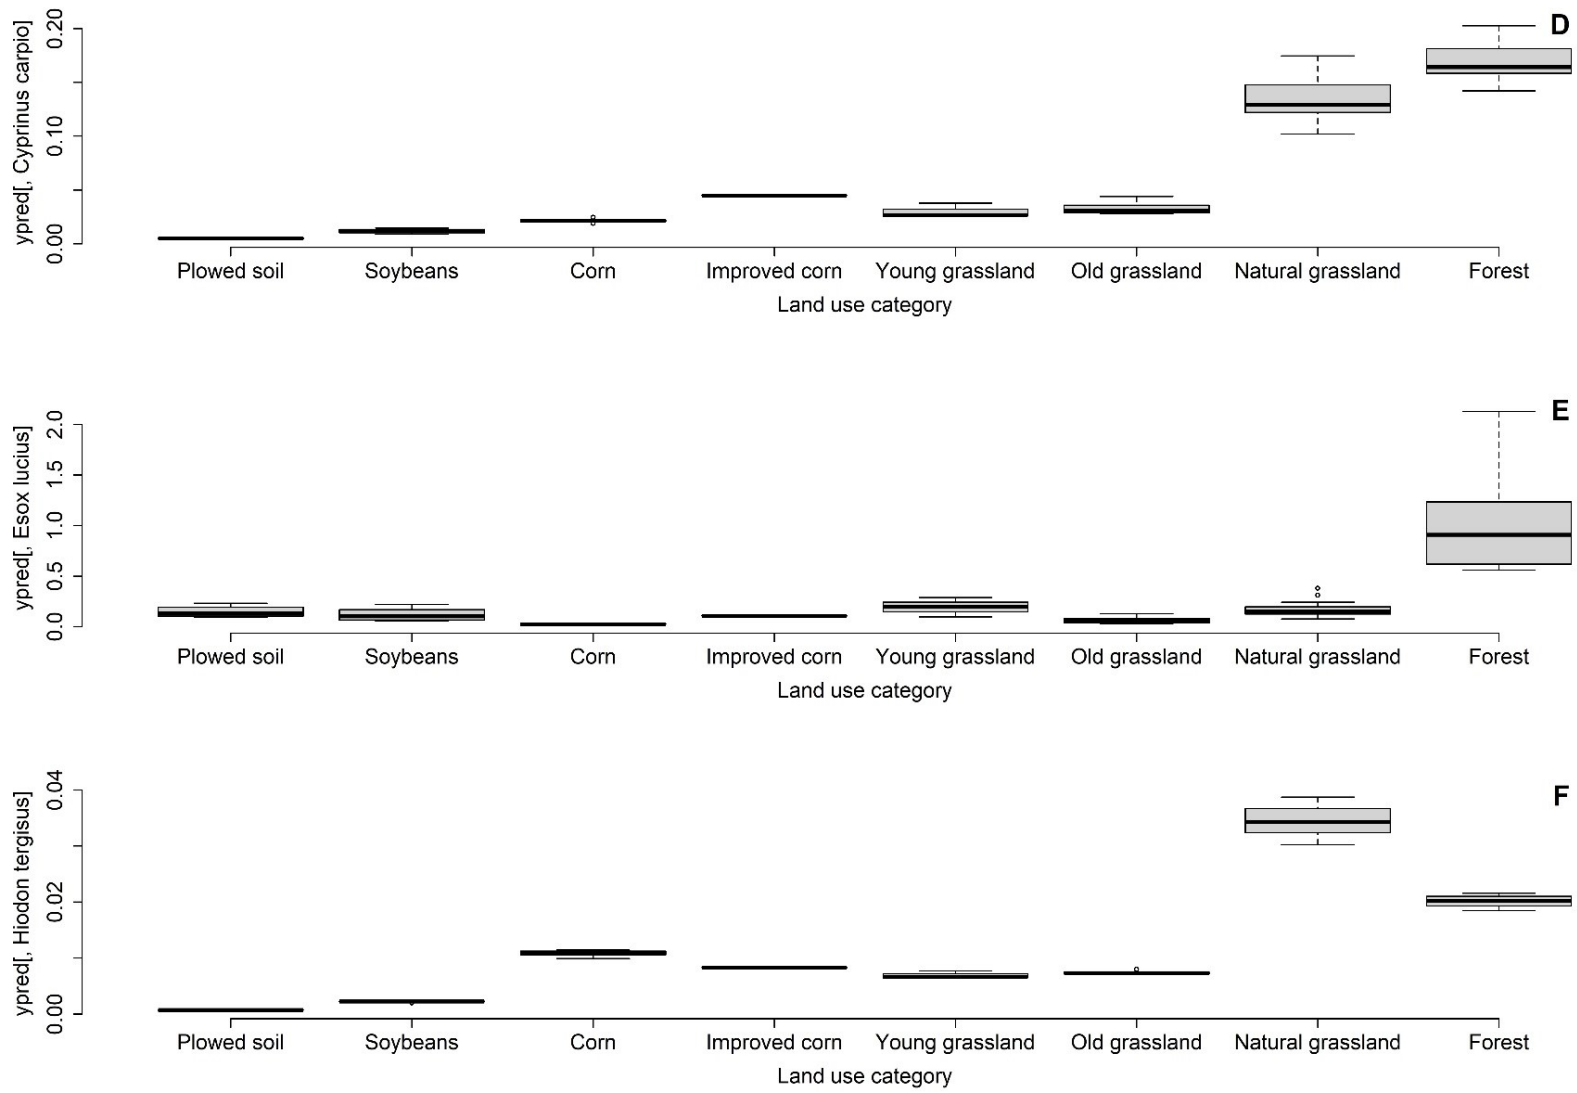 D
ypred[, Cyprinus carpio]
0.20
0.10
0.00
Plowed soil Soybeans Corn Improved corn Young grassland Old grassland Natural grassland Forest
Land use category
E
ypred[, Esox lucius]
2.0
1.5
1.0
0.5
0.0
Plowed soil Soybeans Corn Improved corn Young grassland Old grassland Natural grassland Forest
Land use category
F
ypred[, Hiodon tergisus]
0.04
0.02
0.00
Plowed soil Soybeans Corn Improved corn Young grassland Old grassland Natural grassland Forest
Land use category